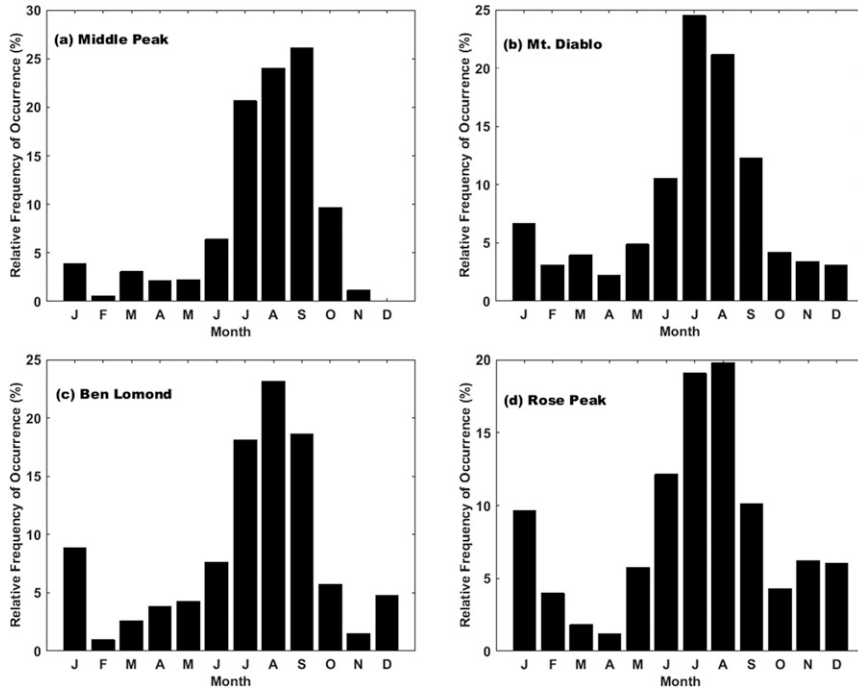 (a) Middle Peak
Relative Frequency of Occurrence (%)
30
25
20
15
10
5
0
J F M A M J J A S O N D
Month
(b) Mt. Diablo
Relative Frequency of Occurrence (%)
25
20
15
10
5
0
J F M A M J J A S O N D
Month
(c) Ben Lomond
Relative Frequency of Occurrence (%)
25
20
15
10
5
0
J F M A M J J A S O N D
Month
(d) Rose Peak
Relative Frequency of Occurrence (%)
20
15
10
5
0
J F M A M J J A S O N D
Month